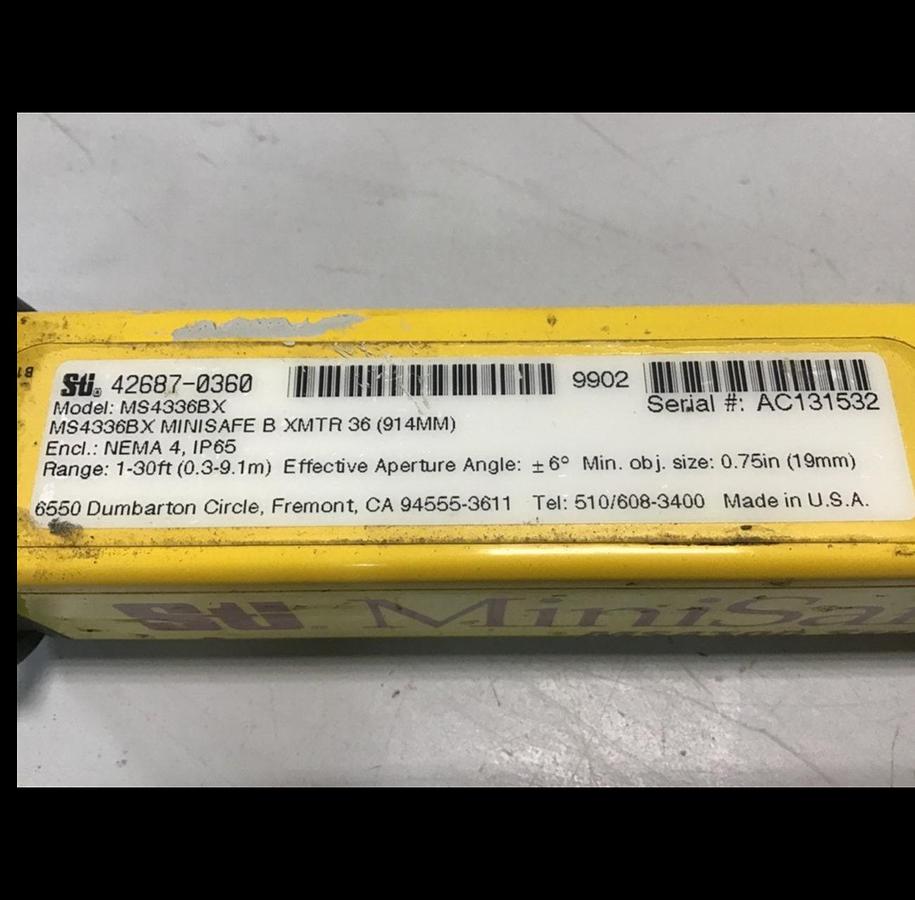 Sti® 42687-0360 9902
Serial #: AC131532
Model: MS4336BX
MS4336BX MINISAFE B XMTR 36 (914MM)
Encl.: NEMA 4, IP65
Range: 1-30ft (0.3-9.1m) Effective Aperture Angle: ± 6° Min. obj. size: 0.75in (19mm)
6550 Dumbarton Circle, Fremont, CA 94555-3611 Tel: 510/608-3400 Made in U.S.A.
Sti. MiniSa